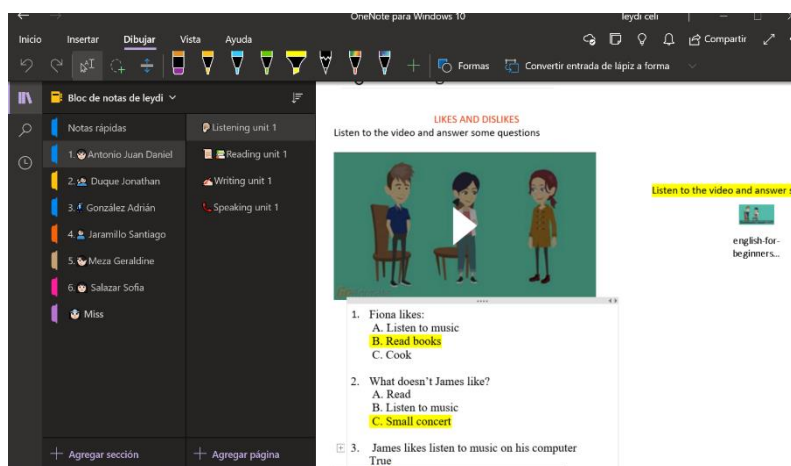 OneNote para Windows 10
leydi celi
Inicio
Insertar
Dibujar
Vista
Ayuda
Compartir
Formas
Convertir entrada de lápiz a forma
Bloc de notas de leydi
Notas rápidas
1. Antonio Juan Daniel
2. Duque Jonathan
3. González Adrián
4. Jaramillo Santiago
5. Meza Geraldine
6. Salazar Sofia
Miss
Agregar sección
Listening unit 1
Reading unit 1
Writing unit 1
Speaking unit 1
Agregar página
LIKES AND DISLIKES
Listen to the video and answer some questions
1. Fiona likes:
A. Listen to music
B. Read books
C. Cook
2. What doesn't James like?
A. Read
B. Listen to music
C. Small concert
3. James likes listen to music on his computer
True
Listen to the video and answer s
english-for-
beginners...